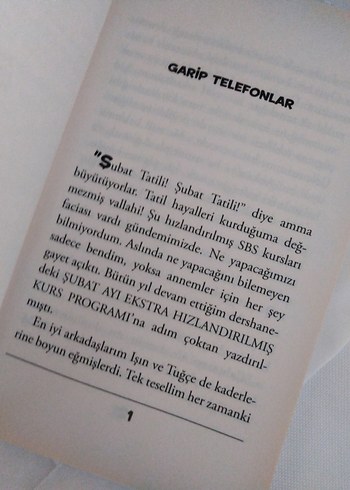 GARİP TELEFONLAR
"Şubat Tatili! Şubat Tatili!" diye amma
büyütüyorlar. Tatil hayalleri kurduğuma değ-
mezmiş vallahi! Şu hızlandırılmış SBS kursları
faciası vardı gündemimizde. Ne yapacağımızı
bilmiyordum. Aslında ne yapacağını bilemeyen
sadece bendim, yoksa annemler için her şey
gayet açıktı. Bütün yıl devam ettiğim dershane-
deki ŞUBAT AYI EKSTRA HIZLANDIRILMIŞ
KURS PROGRAMI'na adım çoktan yazdırıl-
mıştı.
En iyi arkadaşlarım Işın ve Tuğçe de kaderle-
rine boyun eğmişlerdi. Tek tesellim her zamanki
1